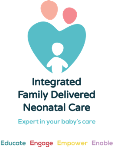 Integrated
Family Delivered
Neonatal Care
Expert in your baby's care
Educate Engage Empower Enable